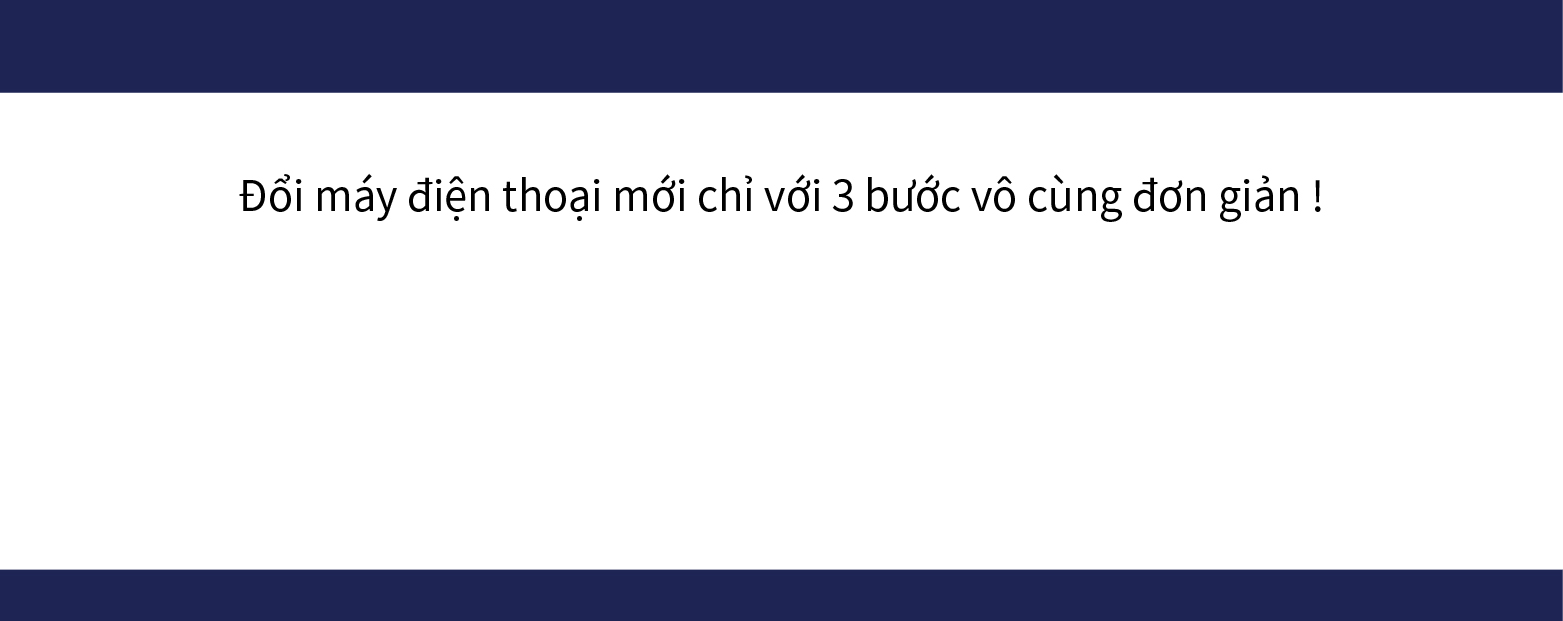 Đổi máy điện thoại mới chỉ với 3 bước vô cùng đơn giản !